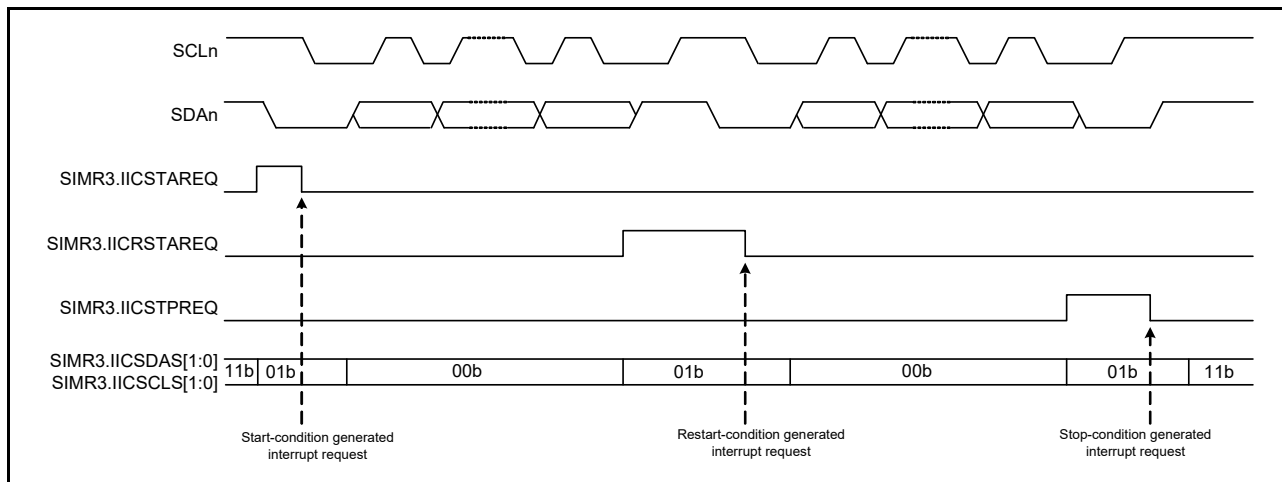 SCLn
SDAn
SIMR3.IICSTAREQ
SIMR3.IICRSTAREQ
SIMR3.IICSTPREQ
SIMR3.IICSDAS[1:0]
SIMR3.IICSCLS[1:0]
11b 01b 00b 01b 00b 01b 11b
Start-condition generated
interrupt request
Restart-condition generated
interrupt request
Stop-condition generated
interrupt request